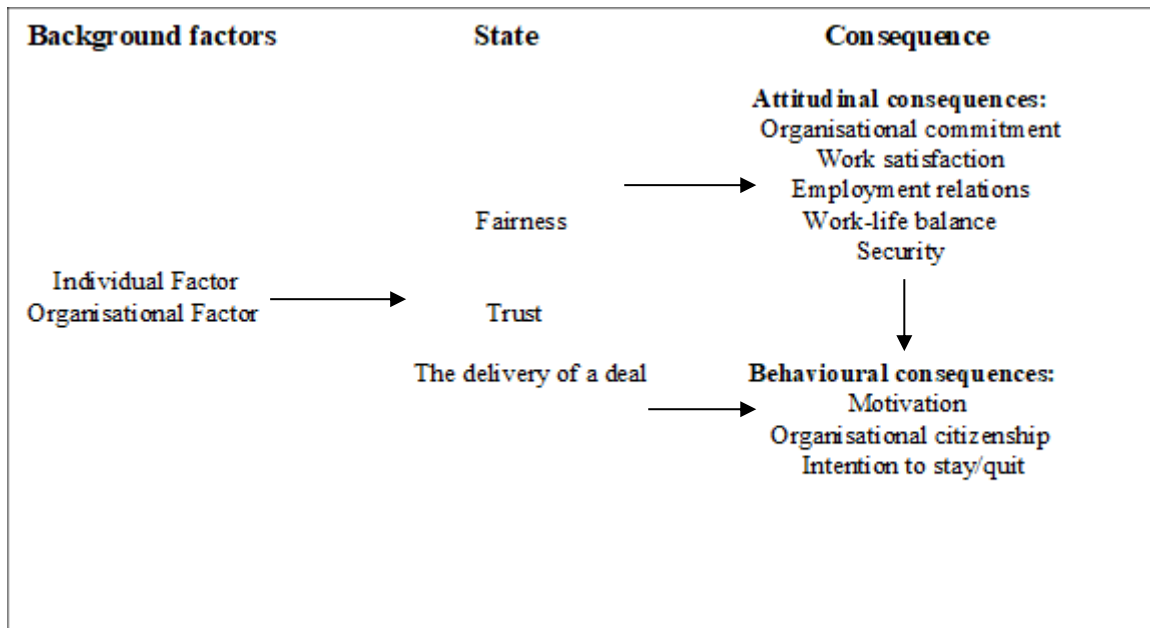 Background factors
State
Consequence
Attitudinal consequences:
Organisational commitment
Work satisfaction
Employment relations
Fairness
Work-life balance
Security
Individual Factor
Organisational Factor
Trust
The delivery of a deal
Behavioural consequences:
Motivation
Organisational citizenship
Intention to stay/quit